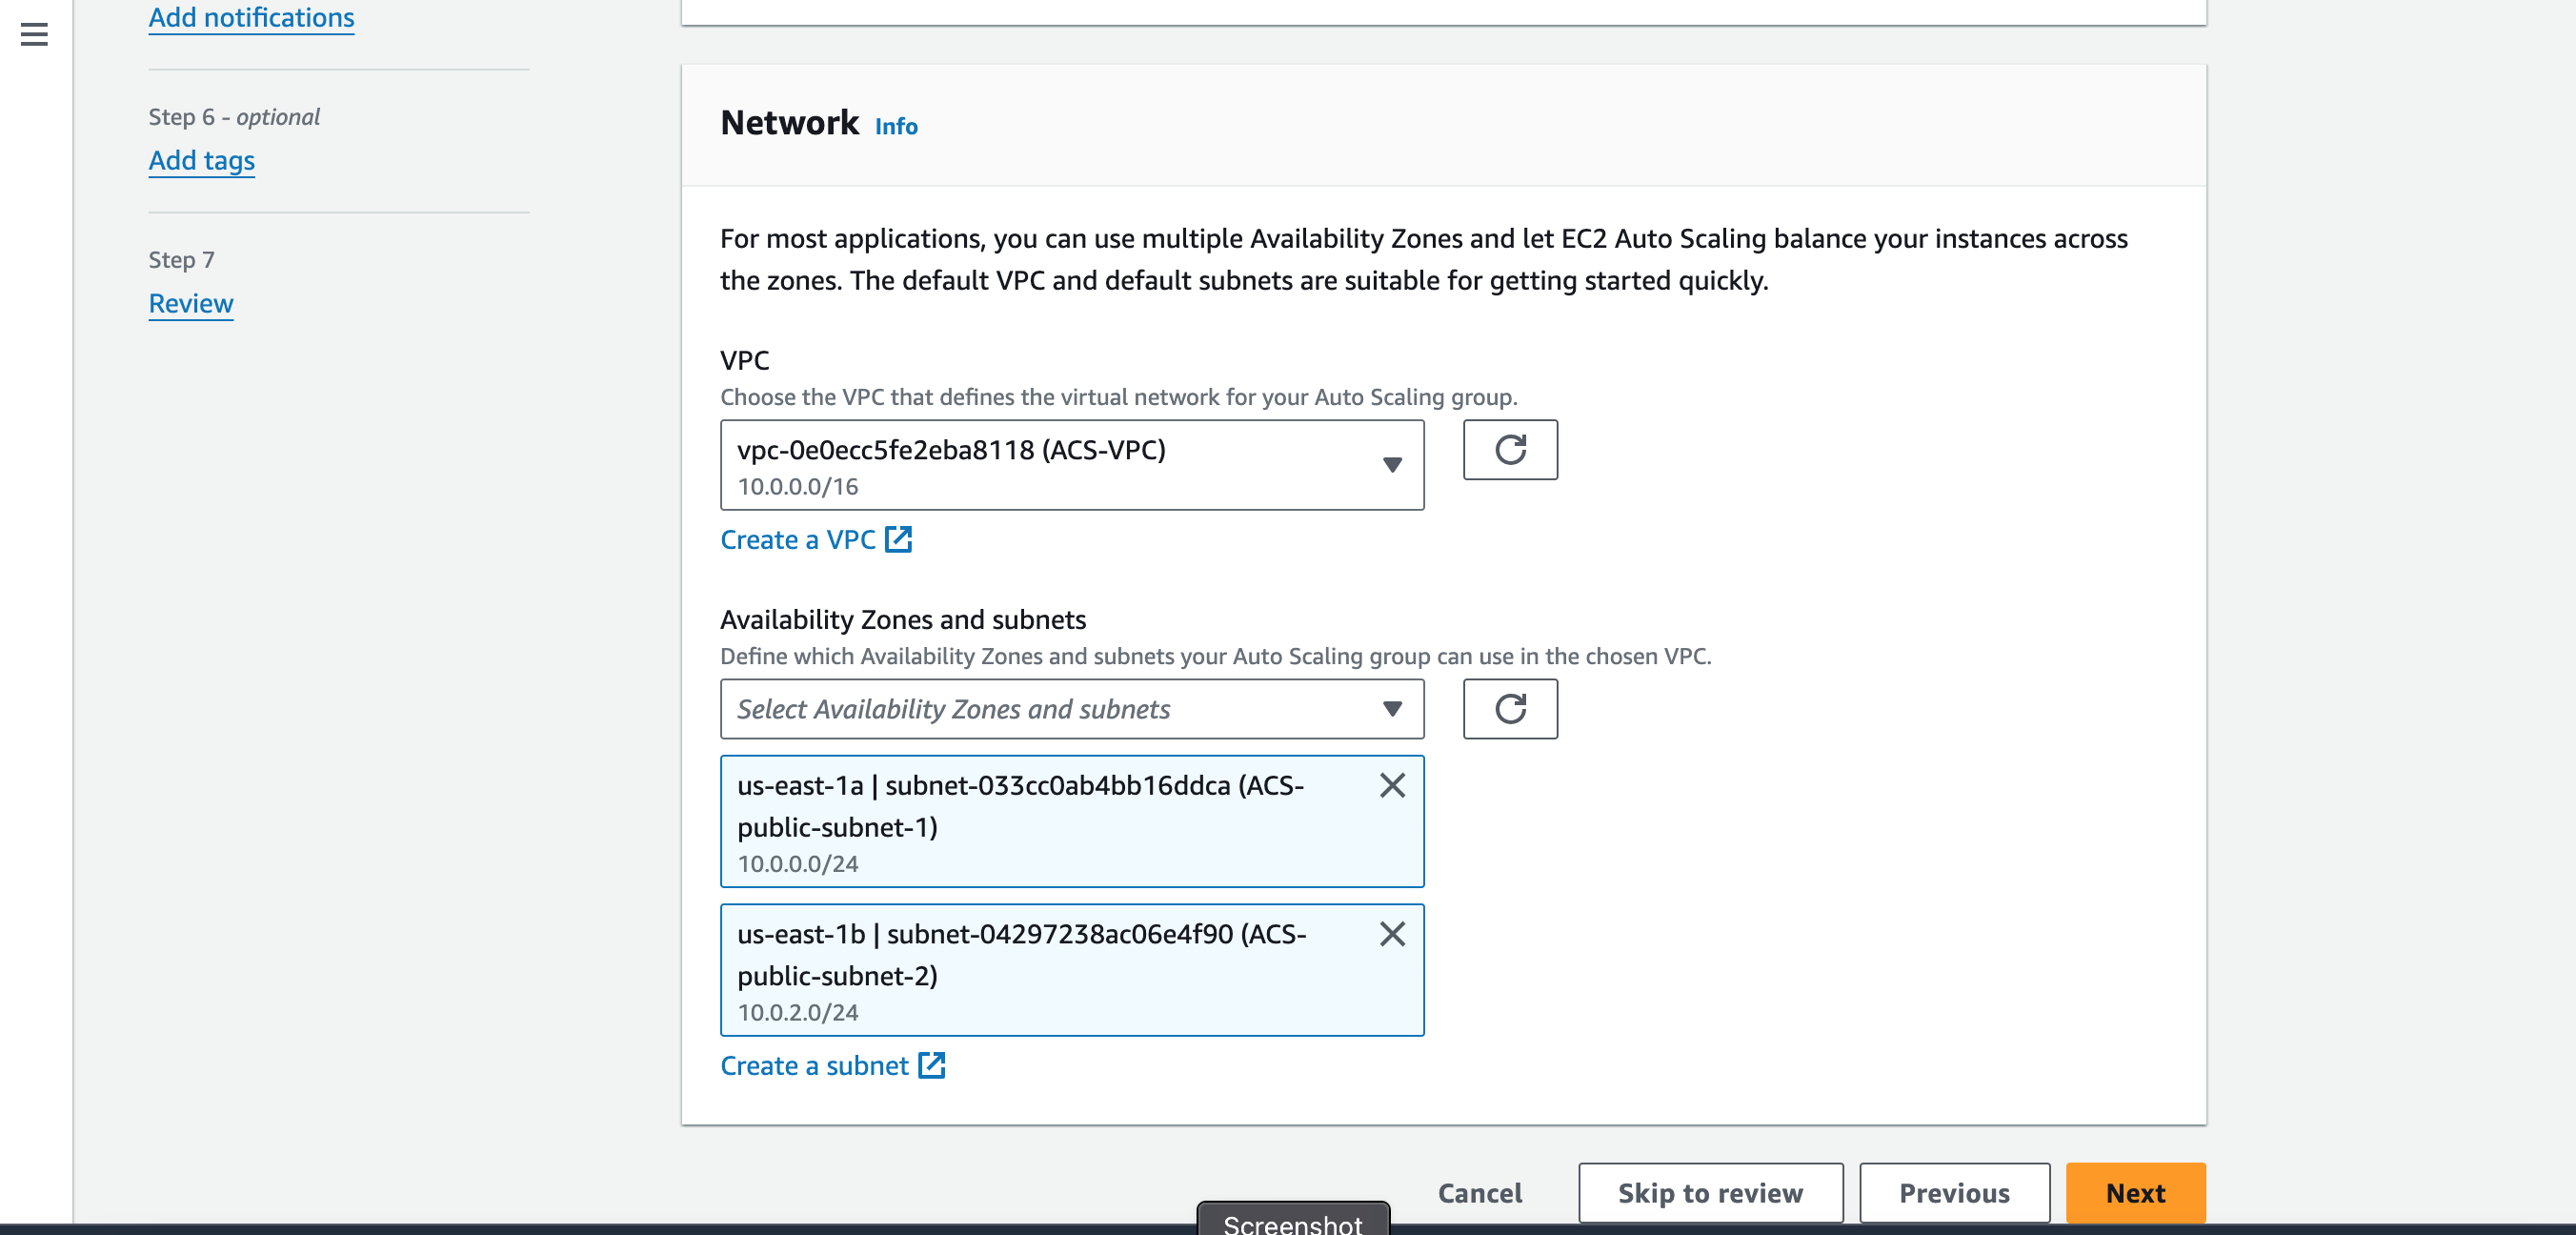 Add notifications
Step 6 - optional
Add tags
Step 7
Review
Network Info
For most applications, you can use multiple Availability Zones and let EC2 Auto Scaling balance your instances across
the zones. The default VPC and default subnets are suitable for getting started quickly.
VPC
Choose the VPC that defines the virtual network for your Auto Scaling group.
vpc-0e0ecc5fe2eba8118 (ACS-VPC)
10.0.0.0/16
Create a VPC
Availability Zones and subnets
Define which Availability Zones and subnets your Auto Scaling group can use in the chosen VPC.
Select Availability Zones and subnets
us-east-1a | subnet-033cc0ab4bb16ddca (ACS-
public-subnet-1)
10.0.0.0/24
us-east-1b | subnet-04297238ac06e4f90 (ACS-
public-subnet-2)
10.0.2.0/24
Create a subnet
Cancel Skip to review Previous Next
Screenshot